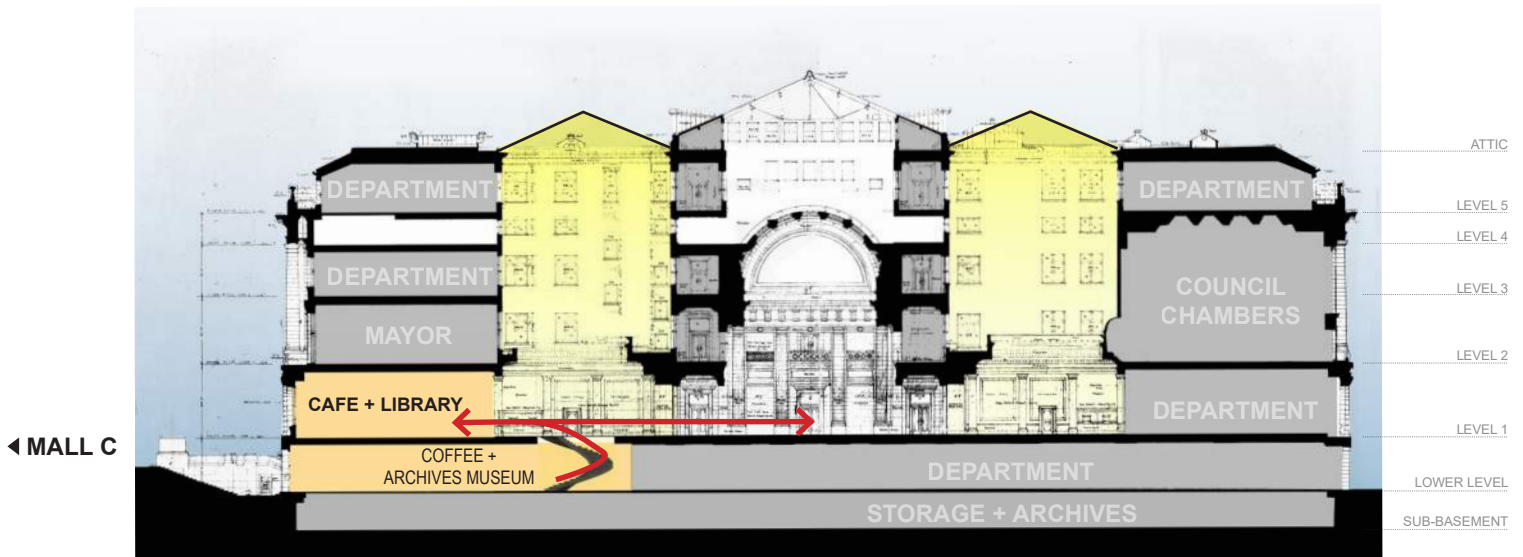 ATTIC
DEPARTMENT
DEPARTMENT
LEVEL 5
LEVEL 4
DEPARTMENT
COUNCIL
CHAMBERS
LEVEL 3
MAYOR
LEVEL 2
CAFE + LIBRARY
DEPARTMENT
LEVEL 1
◀ MALL C
COFFEE +
ARCHIVES MUSEUM
DEPARTMENT
LOWER LEVEL
STORAGE + ARCHIVES
SUB-BASEMENT